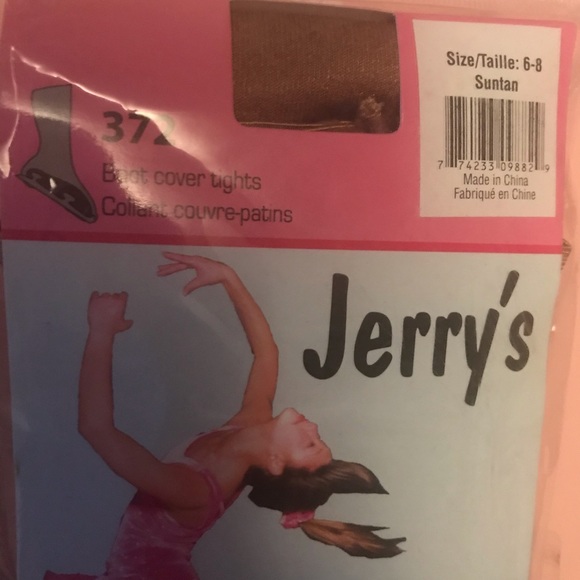 Size/Taille: 6-8
Suntan
7 74233 09882 9
Made in China
Fabriqué en Chine
372
Boot cover tights
Collant couvre-patins
Jerry's